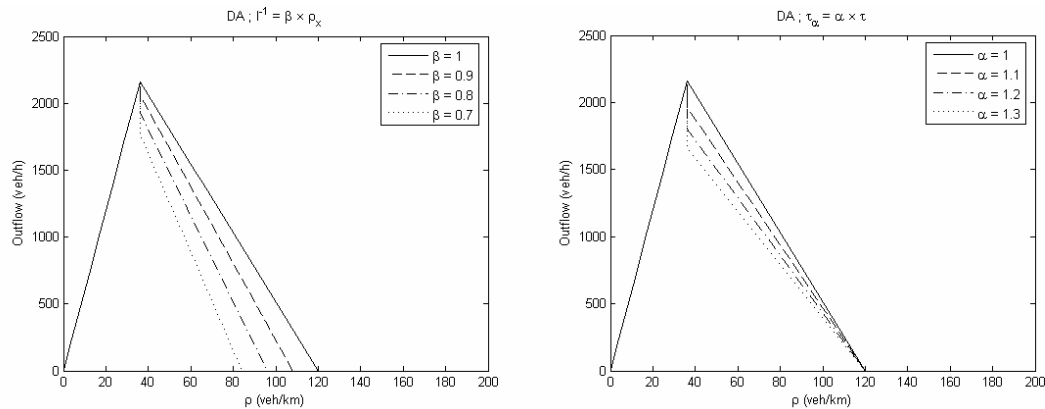 DA ; l⁻¹ = β × ρₓ
2500
2000
1500
1000
500
0
Outflow (veh/h)
0 20 40 60 80 100 120 140 160 180 200
ρ (veh/km)
β = 1
β = 0.9
β = 0.8
β = 0.7
DA ; τ_α = α × τ
2500
2000
1500
1000
500
0
Outflow (veh/h)
0 20 40 60 80 100 120 140 160 180 200
ρ (veh/km)
α = 1
α = 1.1
α = 1.2
α = 1.3